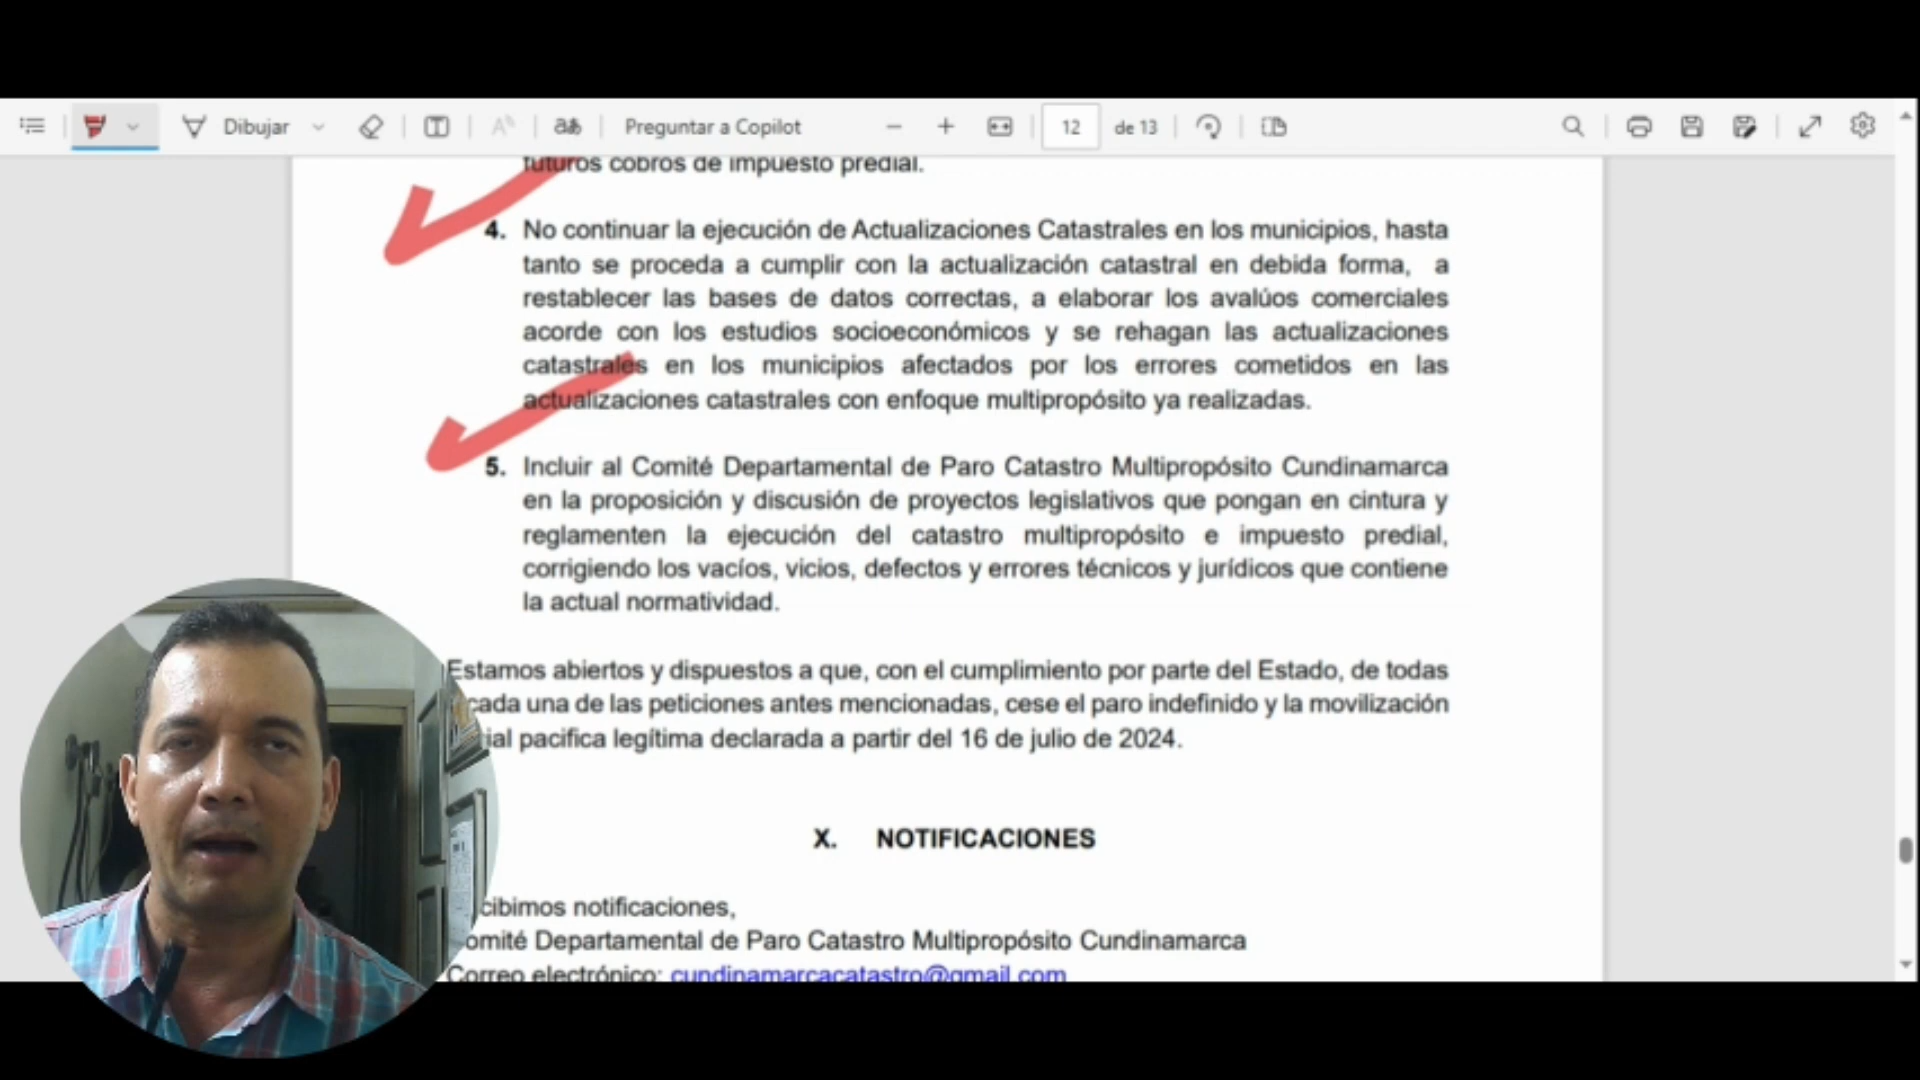 Dibujar
Preguntar a Copilot
12 de 13
futuros cobros de impuesto predial.
4. No continuar la ejecución de Actualizaciones Catastrales en los municipios, hasta
tanto se proceda a cumplir con la actualización catastral en debida forma, a
restablecer las bases de datos correctas, a elaborar los avalúos comerciales
acorde con los estudios socioeconómicos y se rehagan las actualizaciones
catastrales en los municipios afectados por los errores cometidos en las
actualizaciones catastrales con enfoque multipropósito ya realizadas.
5. Incluir al Comité Departamental de Paro Catastro Multipropósito Cundinamarca
en la proposición y discusión de proyectos legislativos que pongan en cintura y
reglamenten la ejecución del catastro multipropósito e impuesto predial,
corrigiendo los vacíos, vicios, defectos y errores técnicos y jurídicos que contiene
la actual normatividad.
Estamos abiertos y dispuestos a que, con el cumplimiento por parte del Estado, de todas
cada una de las peticiones antes mencionadas, cese el paro indefinido y la movilización
ial pacifica legítima declarada a partir del 16 de julio de 2024.
X. NOTIFICACIONES
cibimos notificaciones,
omité Departamental de Paro Catastro Multipropósito Cundinamarca
Correo electrónico: cundinamarcacatastro@gmail.com